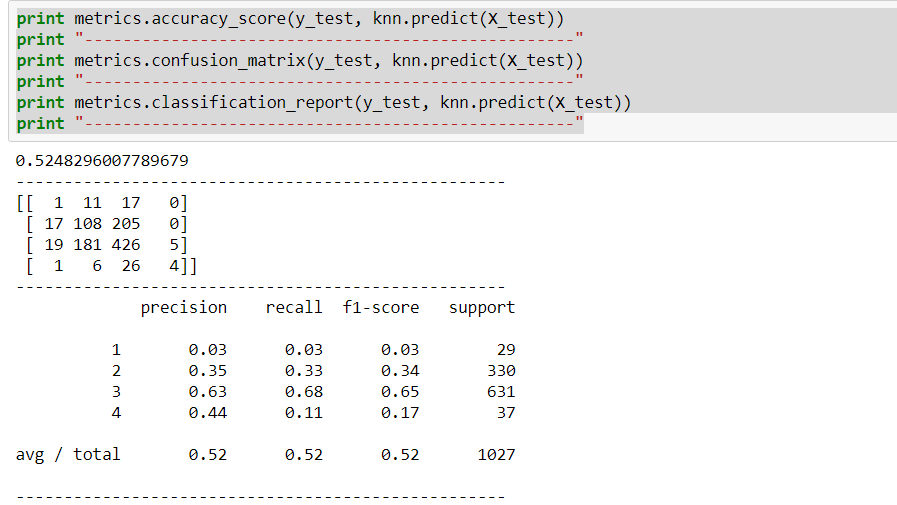 print metrics.accuracy_score(y_test, knn.predict(X_test))
print "---------------------------------------------------"
print metrics.confusion_matrix(y_test, knn.predict(X_test))
print "---------------------------------------------------"
print metrics.classification_report(y_test, knn.predict(X_test))
print "---------------------------------------------------"
0.5248296007789679
---------------------------------------------------
[[  1  11  17   0]
 [ 17 108 205   0]
 [ 19 181 426   5]
 [  1   6  26   4]]
---------------------------------------------------
             precision    recall  f1-score   support
          1       0.03      0.03      0.03        29
          2       0.35      0.33      0.34       330
          3       0.63      0.68      0.65       631
          4       0.44      0.11      0.17        37
avg / total       0.52      0.52      0.52      1027
---------------------------------------------------